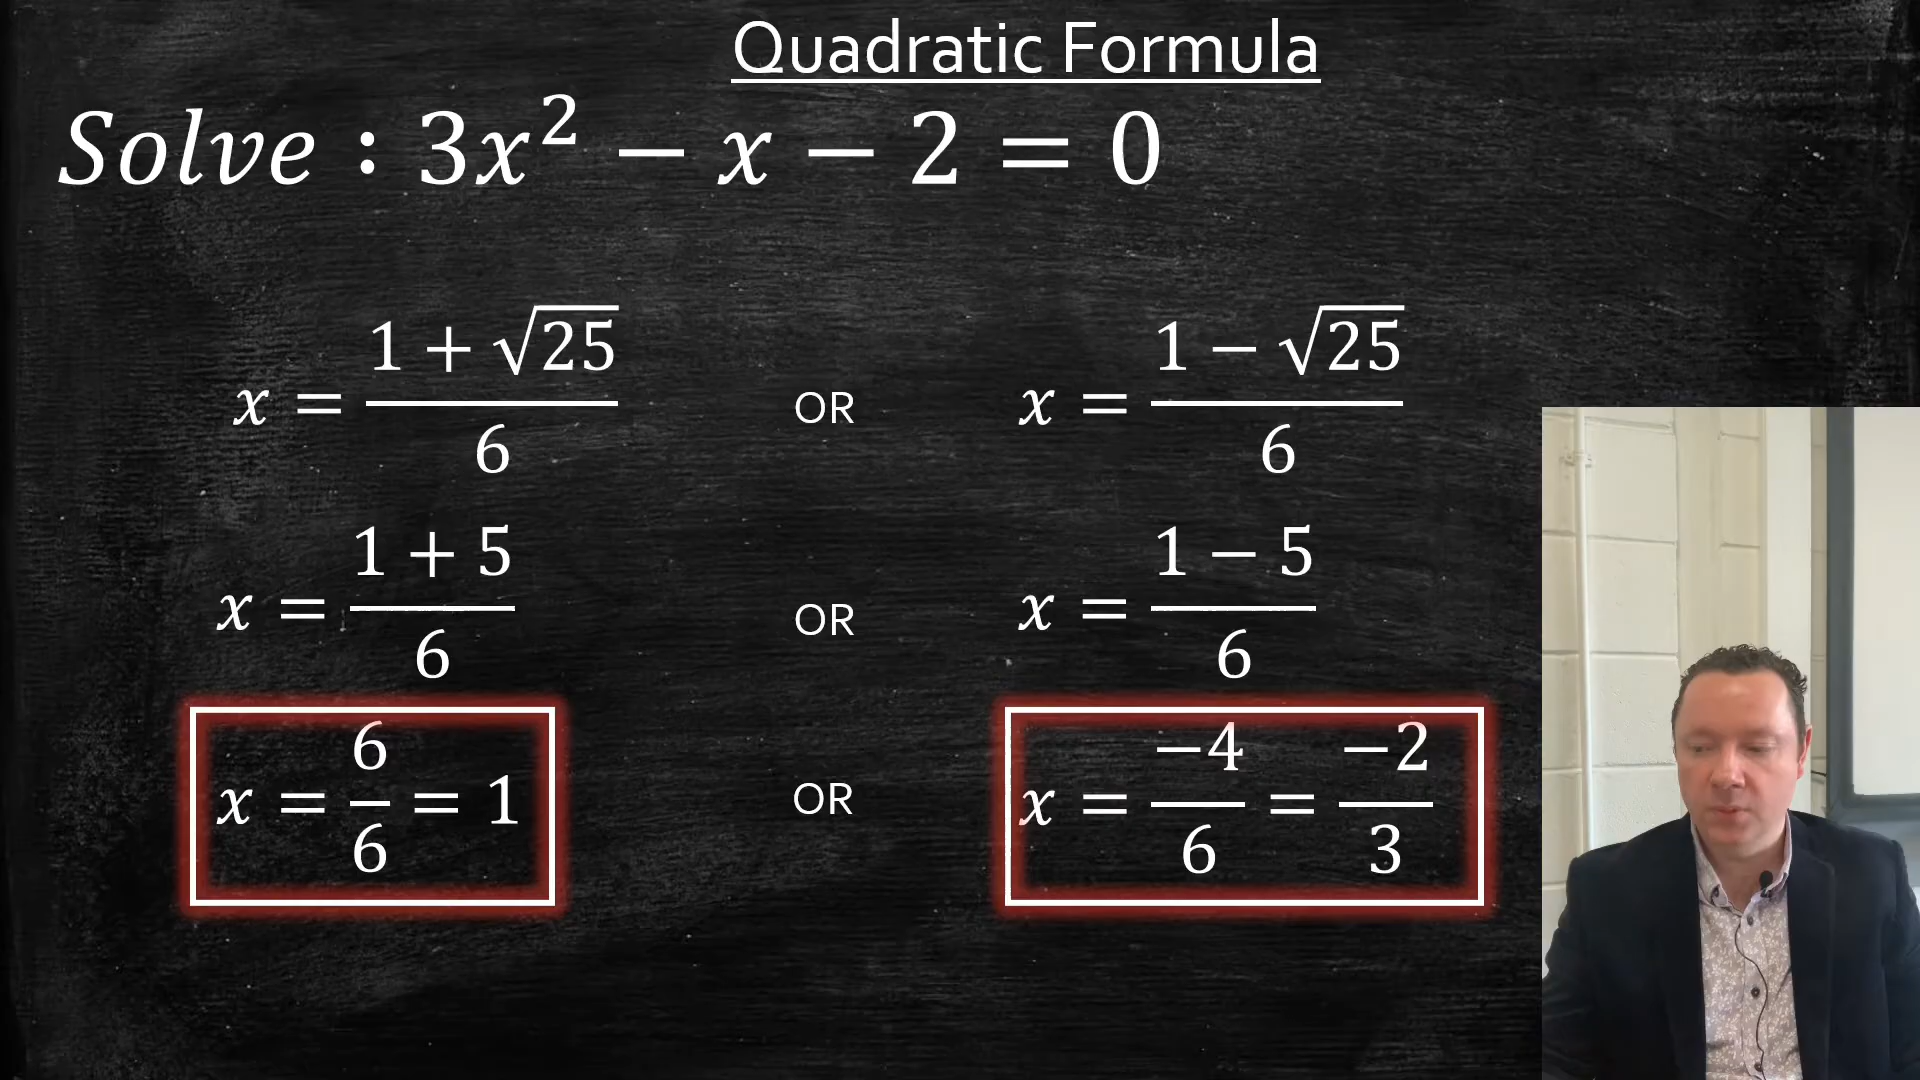 Quadratic Formula
Solve : 3x² − x − 2 = 0
x = (1 + √25)/6 OR x = (1 − √25)/6
x = (1 + 5)/6 OR x = (1 − 5)/6
x = 6/6 = 1 OR x = −4/6 = −2/3